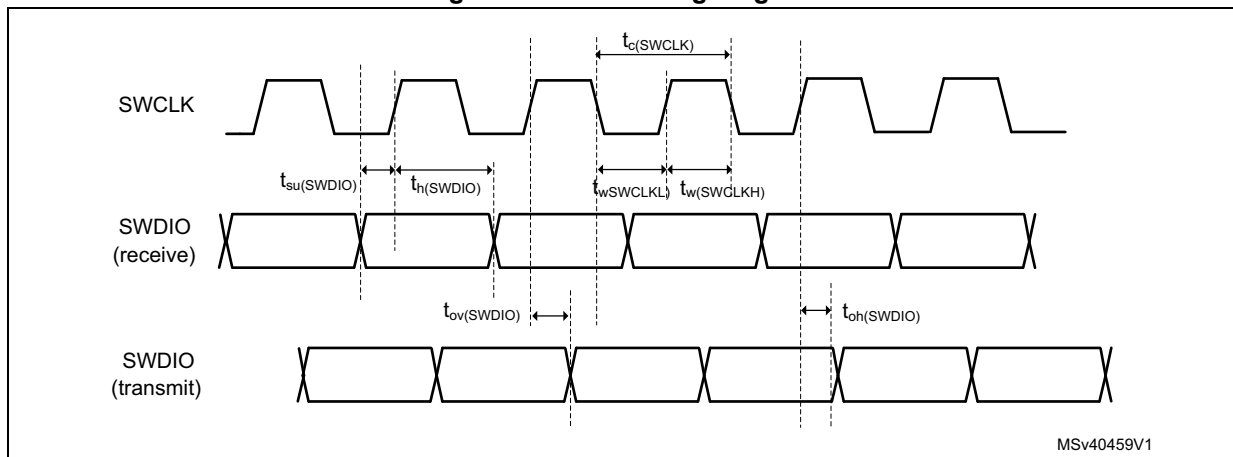 tc(SWCLK)
SWCLK
tsu(SWDIO) th(SWDIO) twSWCLKL) tw(SWCLKH)
SWDIO
(receive)
tov(SWDIO) toh(SWDIO)
SWDIO
(transmit)
MSv40459V1